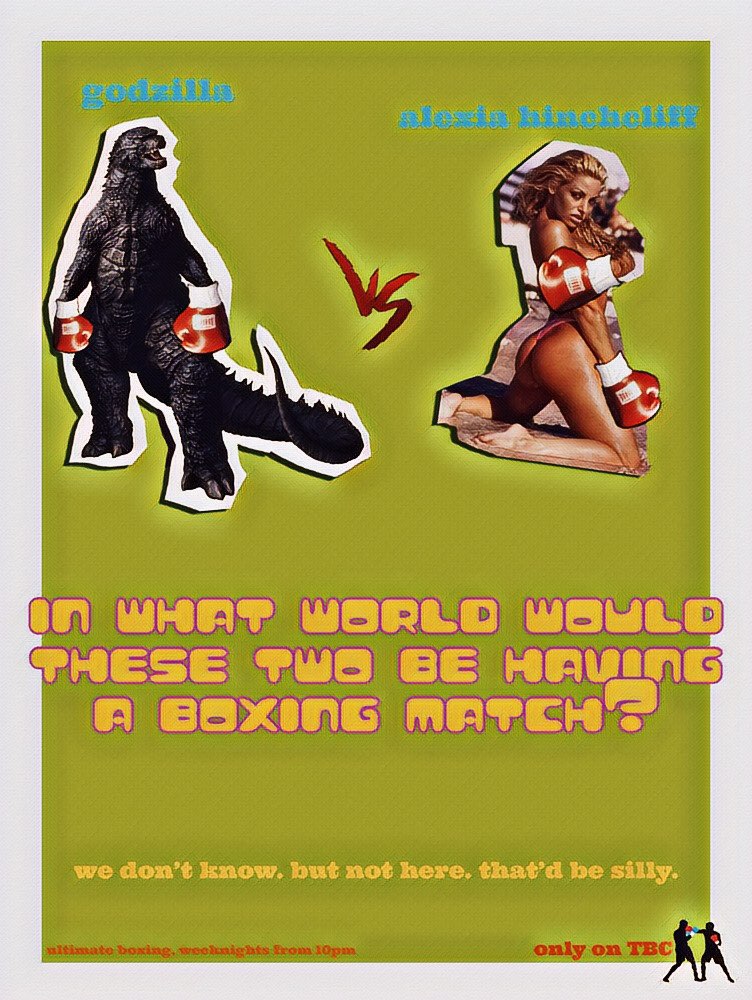 godzilla
alexia hinchcliff
VS
IN WHAT WORLD WOULD
THESE TWO BE HAVING
A BOXING MATCH?
we don't know. but not here. that'd be silly.
ultimate boxing. weeknights from 10pm
only on TBC